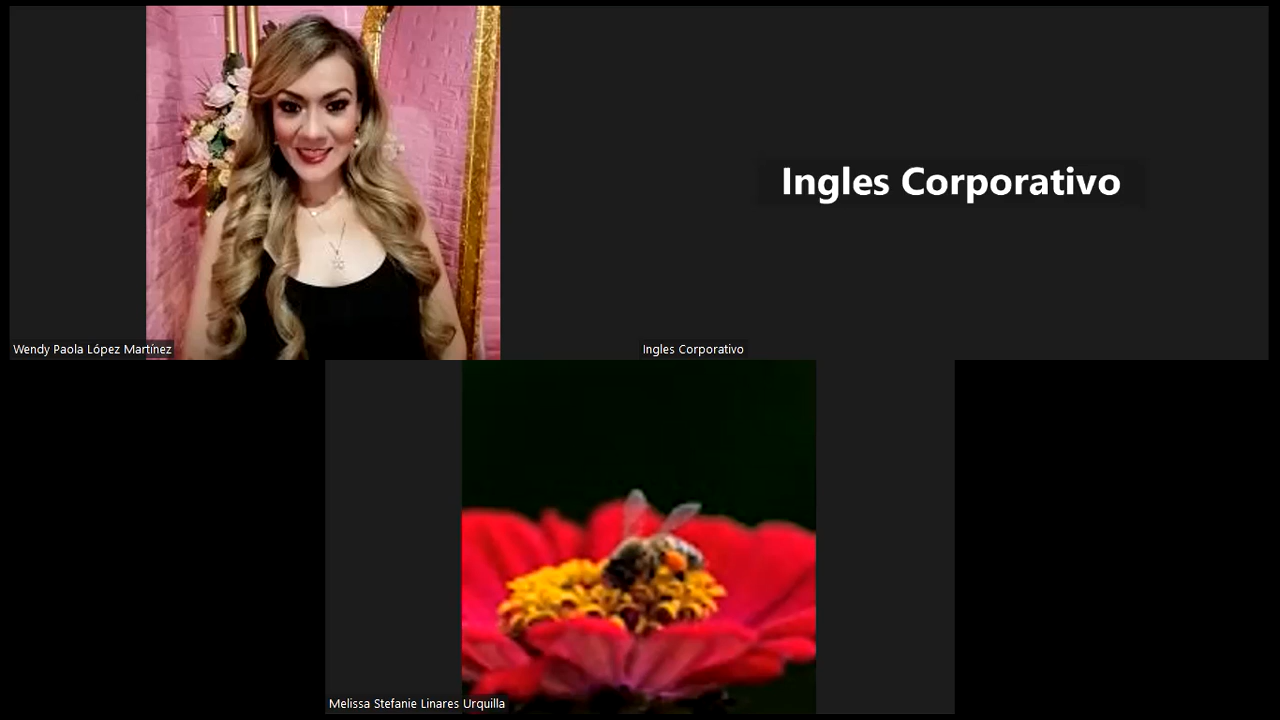 Ingles Corporativo
Wendy Paola López Martínez
Ingles Corporativo
Melissa Stefanie Linares Urquilla